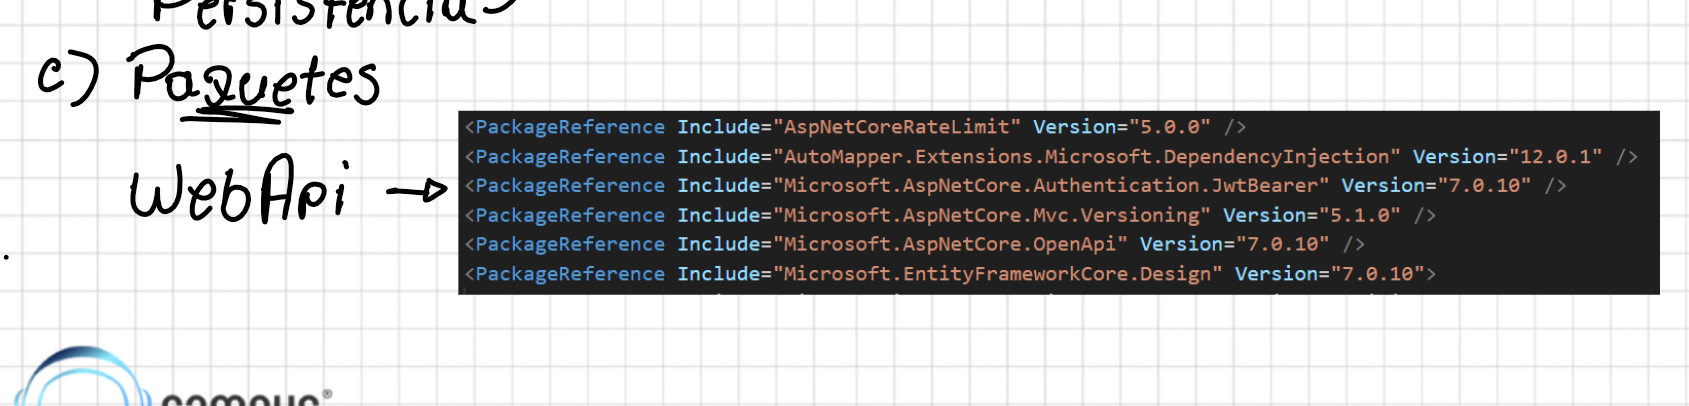 Persistencia
c) Paquetes
WebApi →
<PackageReference Include="AspNetCoreRateLimit" Version="5.0.0" />
<PackageReference Include="AutoMapper.Extensions.Microsoft.DependencyInjection" Version="12.0.1" />
<PackageReference Include="Microsoft.AspNetCore.Authentication.JwtBearer" Version="7.0.10" />
<PackageReference Include="Microsoft.AspNetCore.Mvc.Versioning" Version="5.1.0" />
<PackageReference Include="Microsoft.AspNetCore.OpenApi" Version="7.0.10" />
<PackageReference Include="Microsoft.EntityFrameworkCore.Design" Version="7.0.10">
campus®